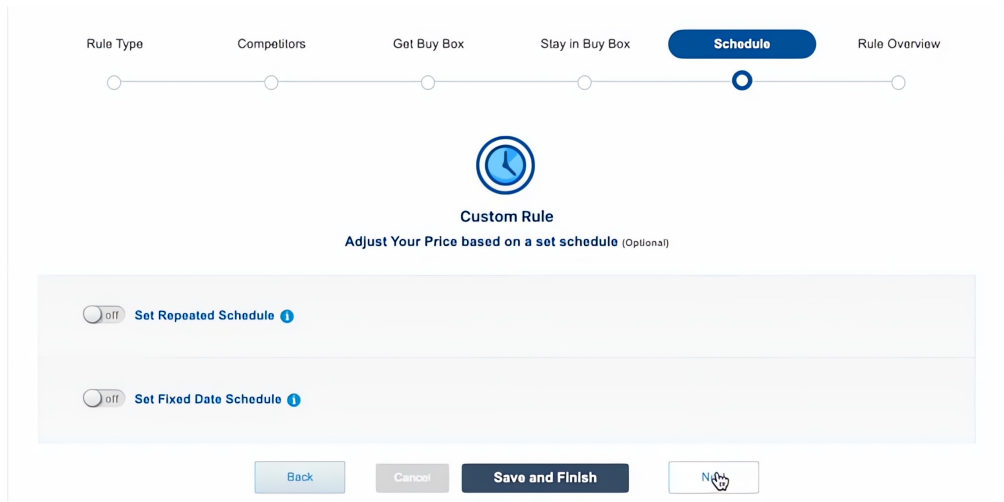 Rule Type Competitors Get Buy Box Stay in Buy Box Schedule Rule Overview
Custom Rule
Adjust Your Price based on a set schedule (Optional)
off Set Repeated Schedule
off Set Fixed Date Schedule
Back Cancel Save and Finish